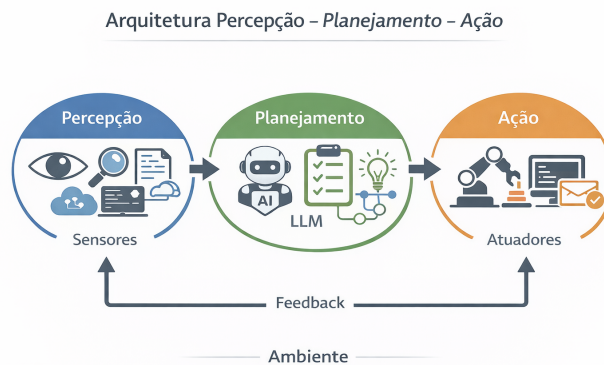 Arquitetura Percepção – Planejamento – Ação
Percepção
Planejamento
Ação
AI
LLM
Sensores
Atuadores
Feedback
Ambiente